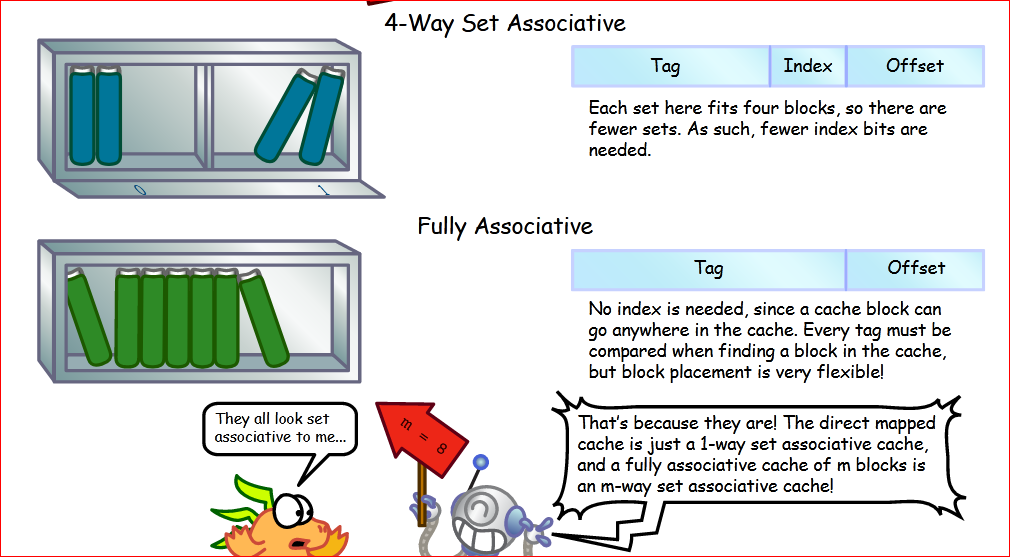 4-Way Set Associative
Tag Index Offset
Each set here fits four blocks, so there are
fewer sets. As such, fewer index bits are
needed.
0 1
Fully Associative
Tag Offset
No index is needed, since a cache block can
go anywhere in the cache. Every tag must be
compared when finding a block in the cache,
but block placement is very flexible!
They all look set
associative to me...
m = 8
That's because they are! The direct mapped
cache is just a 1-way set associative cache,
and a fully associative cache of m blocks is
an m-way set associative cache!